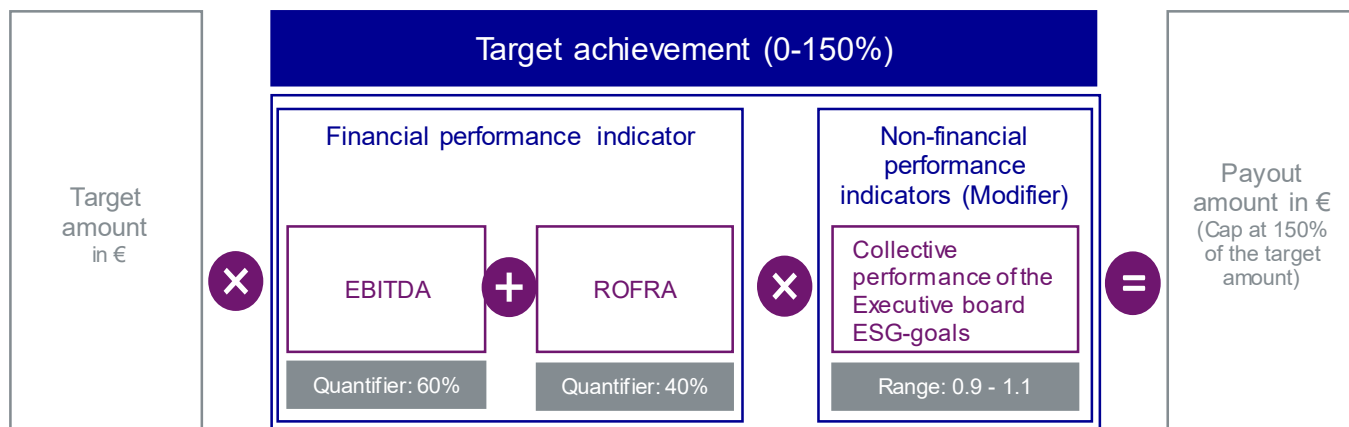 Target achievement (0-150%)
Target
amount
in €
×
Financial performance indicator
EBITDA
Quantifier: 60%
+
ROFRA
Quantifier: 40%
×
Non-financial
performance
indicators (Modifier)
Collective
performance of the
Executive board
ESG-goals
Range: 0.9 - 1.1
=
Payout
amount in €
(Cap at 150%
of the target
amount)